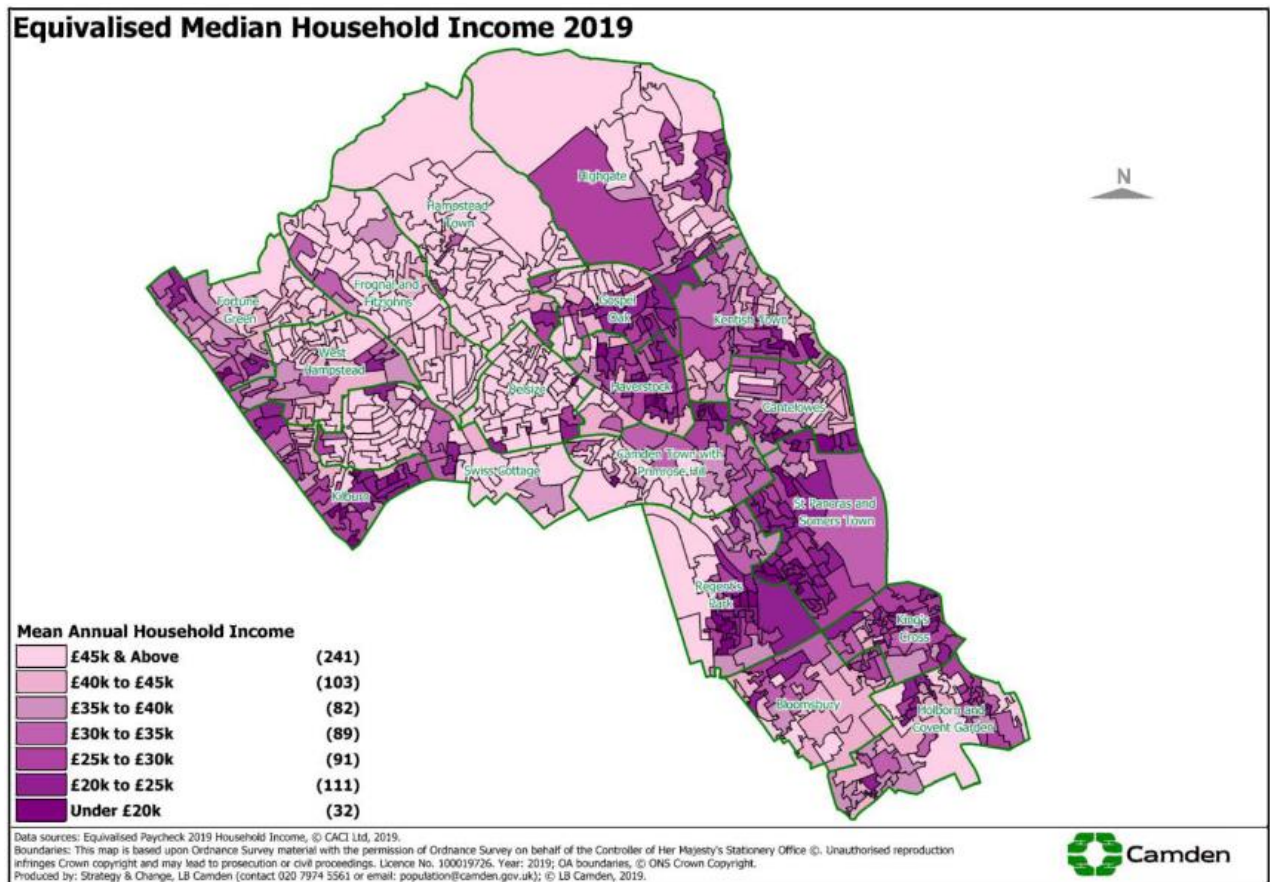 Equivalised Median Household Income 2019
N
Highgate
Hampstead
Town
Frognal and
Fitzjohns
Fortune
Green
Gospel
Oak
Kentish Town
West
Hampstead
Belsize
Haverstock
Cantelowes
Camden Town with
Primrose Hill
Swiss Cottage
Kilburn
St Pancras and
Somers Town
Regent's
Park
King's
Cross
Bloomsbury
Holborn and
Covent Garden
Mean Annual Household Income
£45k & Above (241)
£40k to £45k (103)
£35k to £40k (82)
£30k to £35k (89)
£25k to £30k (91)
£20k to £25k (111)
Under £20k (32)
Data sources: Equivalised Paycheck 2019 Household Income, © CACI Ltd, 2019.
Boundaries: This map is based upon Ordnance Survey material with the permission of Ordnance Survey on behalf of the Controller of Her Majesty's Stationery Office ©. Unauthorised reproduction
infringes Crown copyright and may lead to prosecution or civil proceedings. Licence No. 100019726. Year: 2019; OA boundaries, © ONS Crown Copyright.
Produced by: Strategy & Change, LB Camden (contact 020 7974 5561 or email: population@camden.gov.uk); © LB Camden, 2019.
Camden